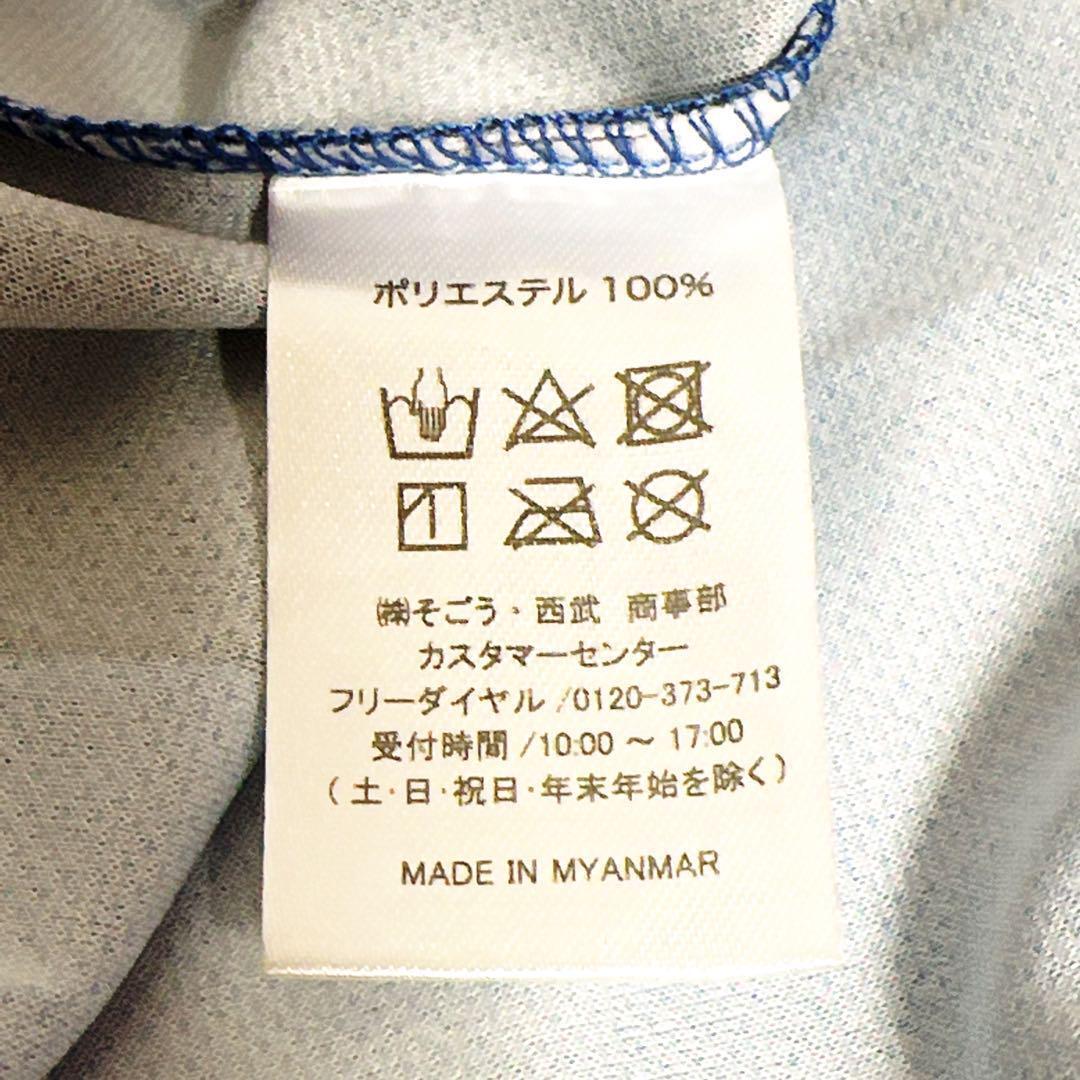 ポリエステル 100%
㈱そごう・西武 商事部
カスタマーセンター
フリーダイヤル /0120-373-713
受付時間 /10:00 ～ 17:00
(土・日・祝日・年末年始を除く)
MADE IN MYANMAR